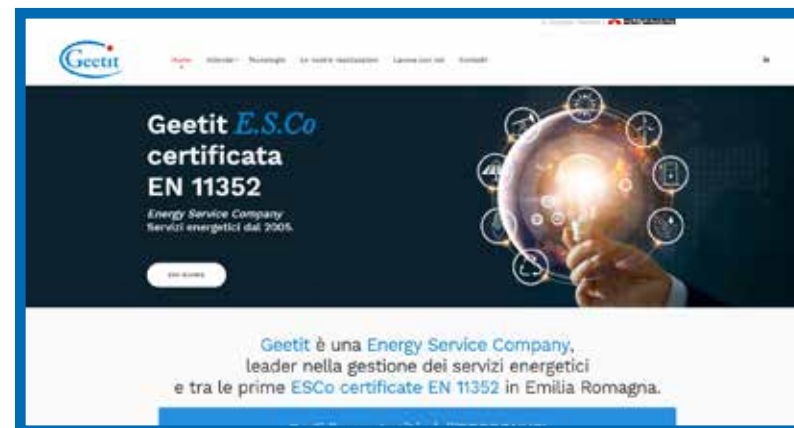 Geetit
Home Azienda Tecnologie Le nostre realizzazioni Lavora con noi Contatti
in
Geetit E.S.Co
certificata
EN 11352
Energy Service Company
Servizi energetici dal 2005.
Geetit è una Energy Service Company,
leader nella gestione dei servizi energetici
e tra le prime ESCo certificate EN 11352 in Emilia Romagna.